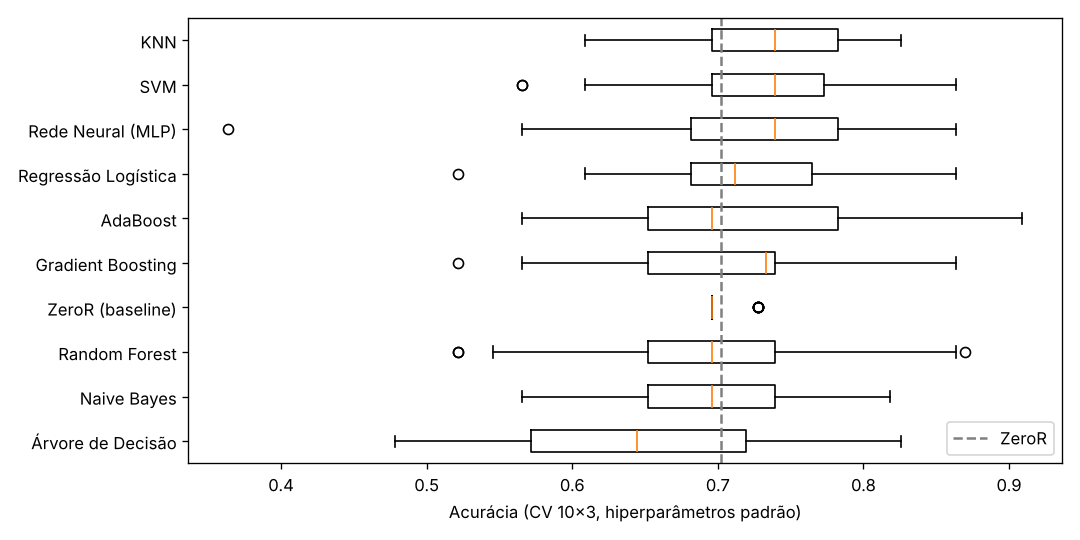 KNN
SVM
Rede Neural (MLP)
Regressão Logística
AdaBoost
Gradient Boosting
ZeroR (baseline)
Random Forest
Naive Bayes
Árvore de Decisão
ZeroR
0.4 0.5 0.6 0.7 0.8 0.9
Acurácia (CV 10×3, hiperparâmetros padrão)